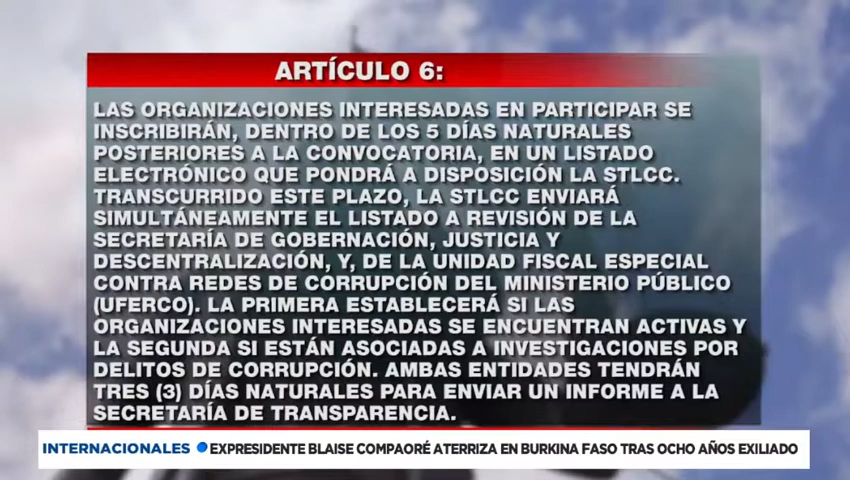 ARTÍCULO 6:
LAS ORGANIZACIONES INTERESADAS EN PARTICIPAR SE
INSCRIBIRÁN, DENTRO DE LOS 5 DÍAS NATURALES
POSTERIORES A LA CONVOCATORIA, EN UN LISTADO
ELECTRÓNICO QUE PONDRÁ A DISPOSICIÓN LA STLCC.
TRANSCURRIDO ESTE PLAZO, LA STLCC ENVIARÁ
SIMULTÁNEAMENTE EL LISTADO A REVISIÓN DE LA
SECRETARÍA DE GOBERNACIÓN, JUSTICIA Y
DESCENTRALIZACIÓN, Y, DE LA UNIDAD FISCAL ESPECIAL
CONTRA REDES DE CORRUPCIÓN DEL MINISTERIO PÚBLICO
(UFERCO). LA PRIMERA ESTABLECERÁ SI LAS
ORGANIZACIONES INTERESADAS SE ENCUENTRAN ACTIVAS Y
LA SEGUNDA SI ESTÁN ASOCIADAS A INVESTIGACIONES POR
DELITOS DE CORRUPCIÓN. AMBAS ENTIDADES TENDRÁN
TRES (3) DÍAS NATURALES PARA ENVIAR UN INFORME A LA
SECRETARÍA DE TRANSPARENCIA.
INTERNACIONALES EXPRESIDENTE BLAISE COMPAORÉ ATERRIZA EN BURKINA FASO TRAS OCHO AÑOS EXILIADO